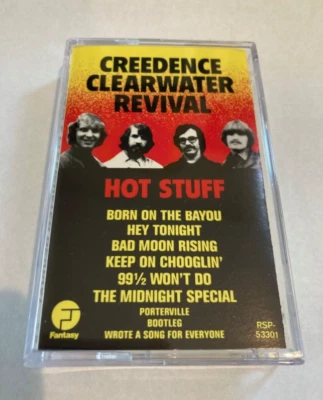 CREEDENCE
CLEARWATER
REVIVAL
HOT STUFF
BORN ON THE BAYOU
HEY TONIGHT
BAD MOON RISING
KEEP ON CHOOGLIN'
99½ WON'T DO
THE MIDNIGHT SPECIAL
PORTERVILLE
BOOTLEG
WROTE A SONG FOR EVERYONE
Fantasy
RSP-
53301